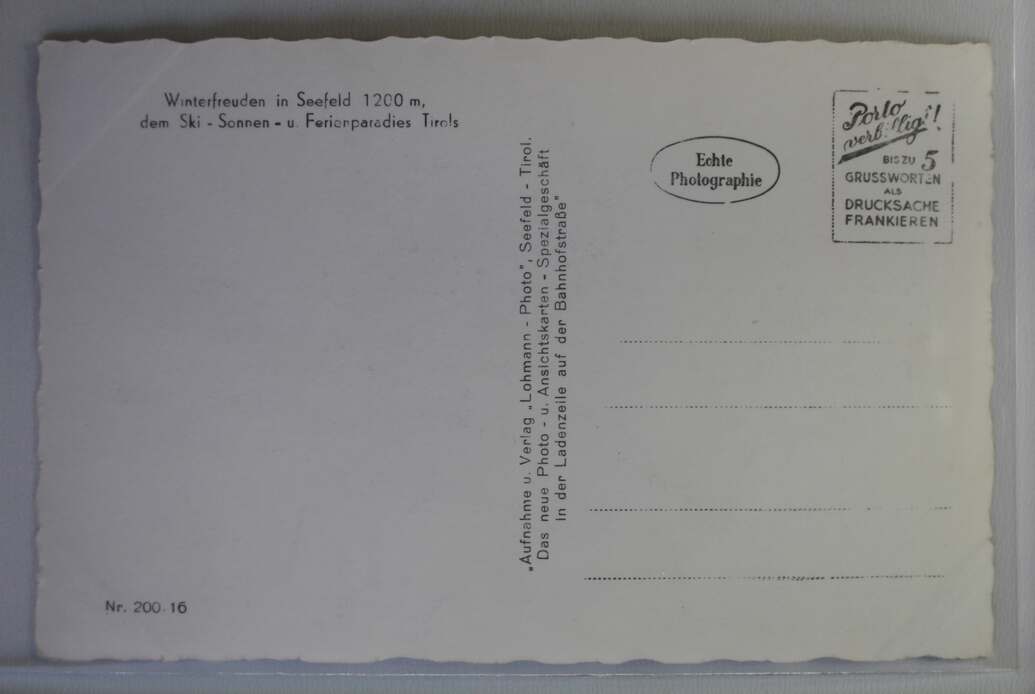 Winterfreuden in Seefeld 1200 m,
dem Ski - Sonnen - u. Ferienparadies Tirols
Nr. 200.16
„Aufnahme u. Verlag „Lohmann - Photo", Seefeld - Tirol.
Das neue Photo - u. Ansichtskarten - Spezialgeschäft
in der Ladenzeile auf der Bahnhofstraße"
Echte
Photographie
Porto
verbilligt!
BIS ZU 5
GRUSSWORTEN
ALS
DRUCKSACHE
FRANKIEREN